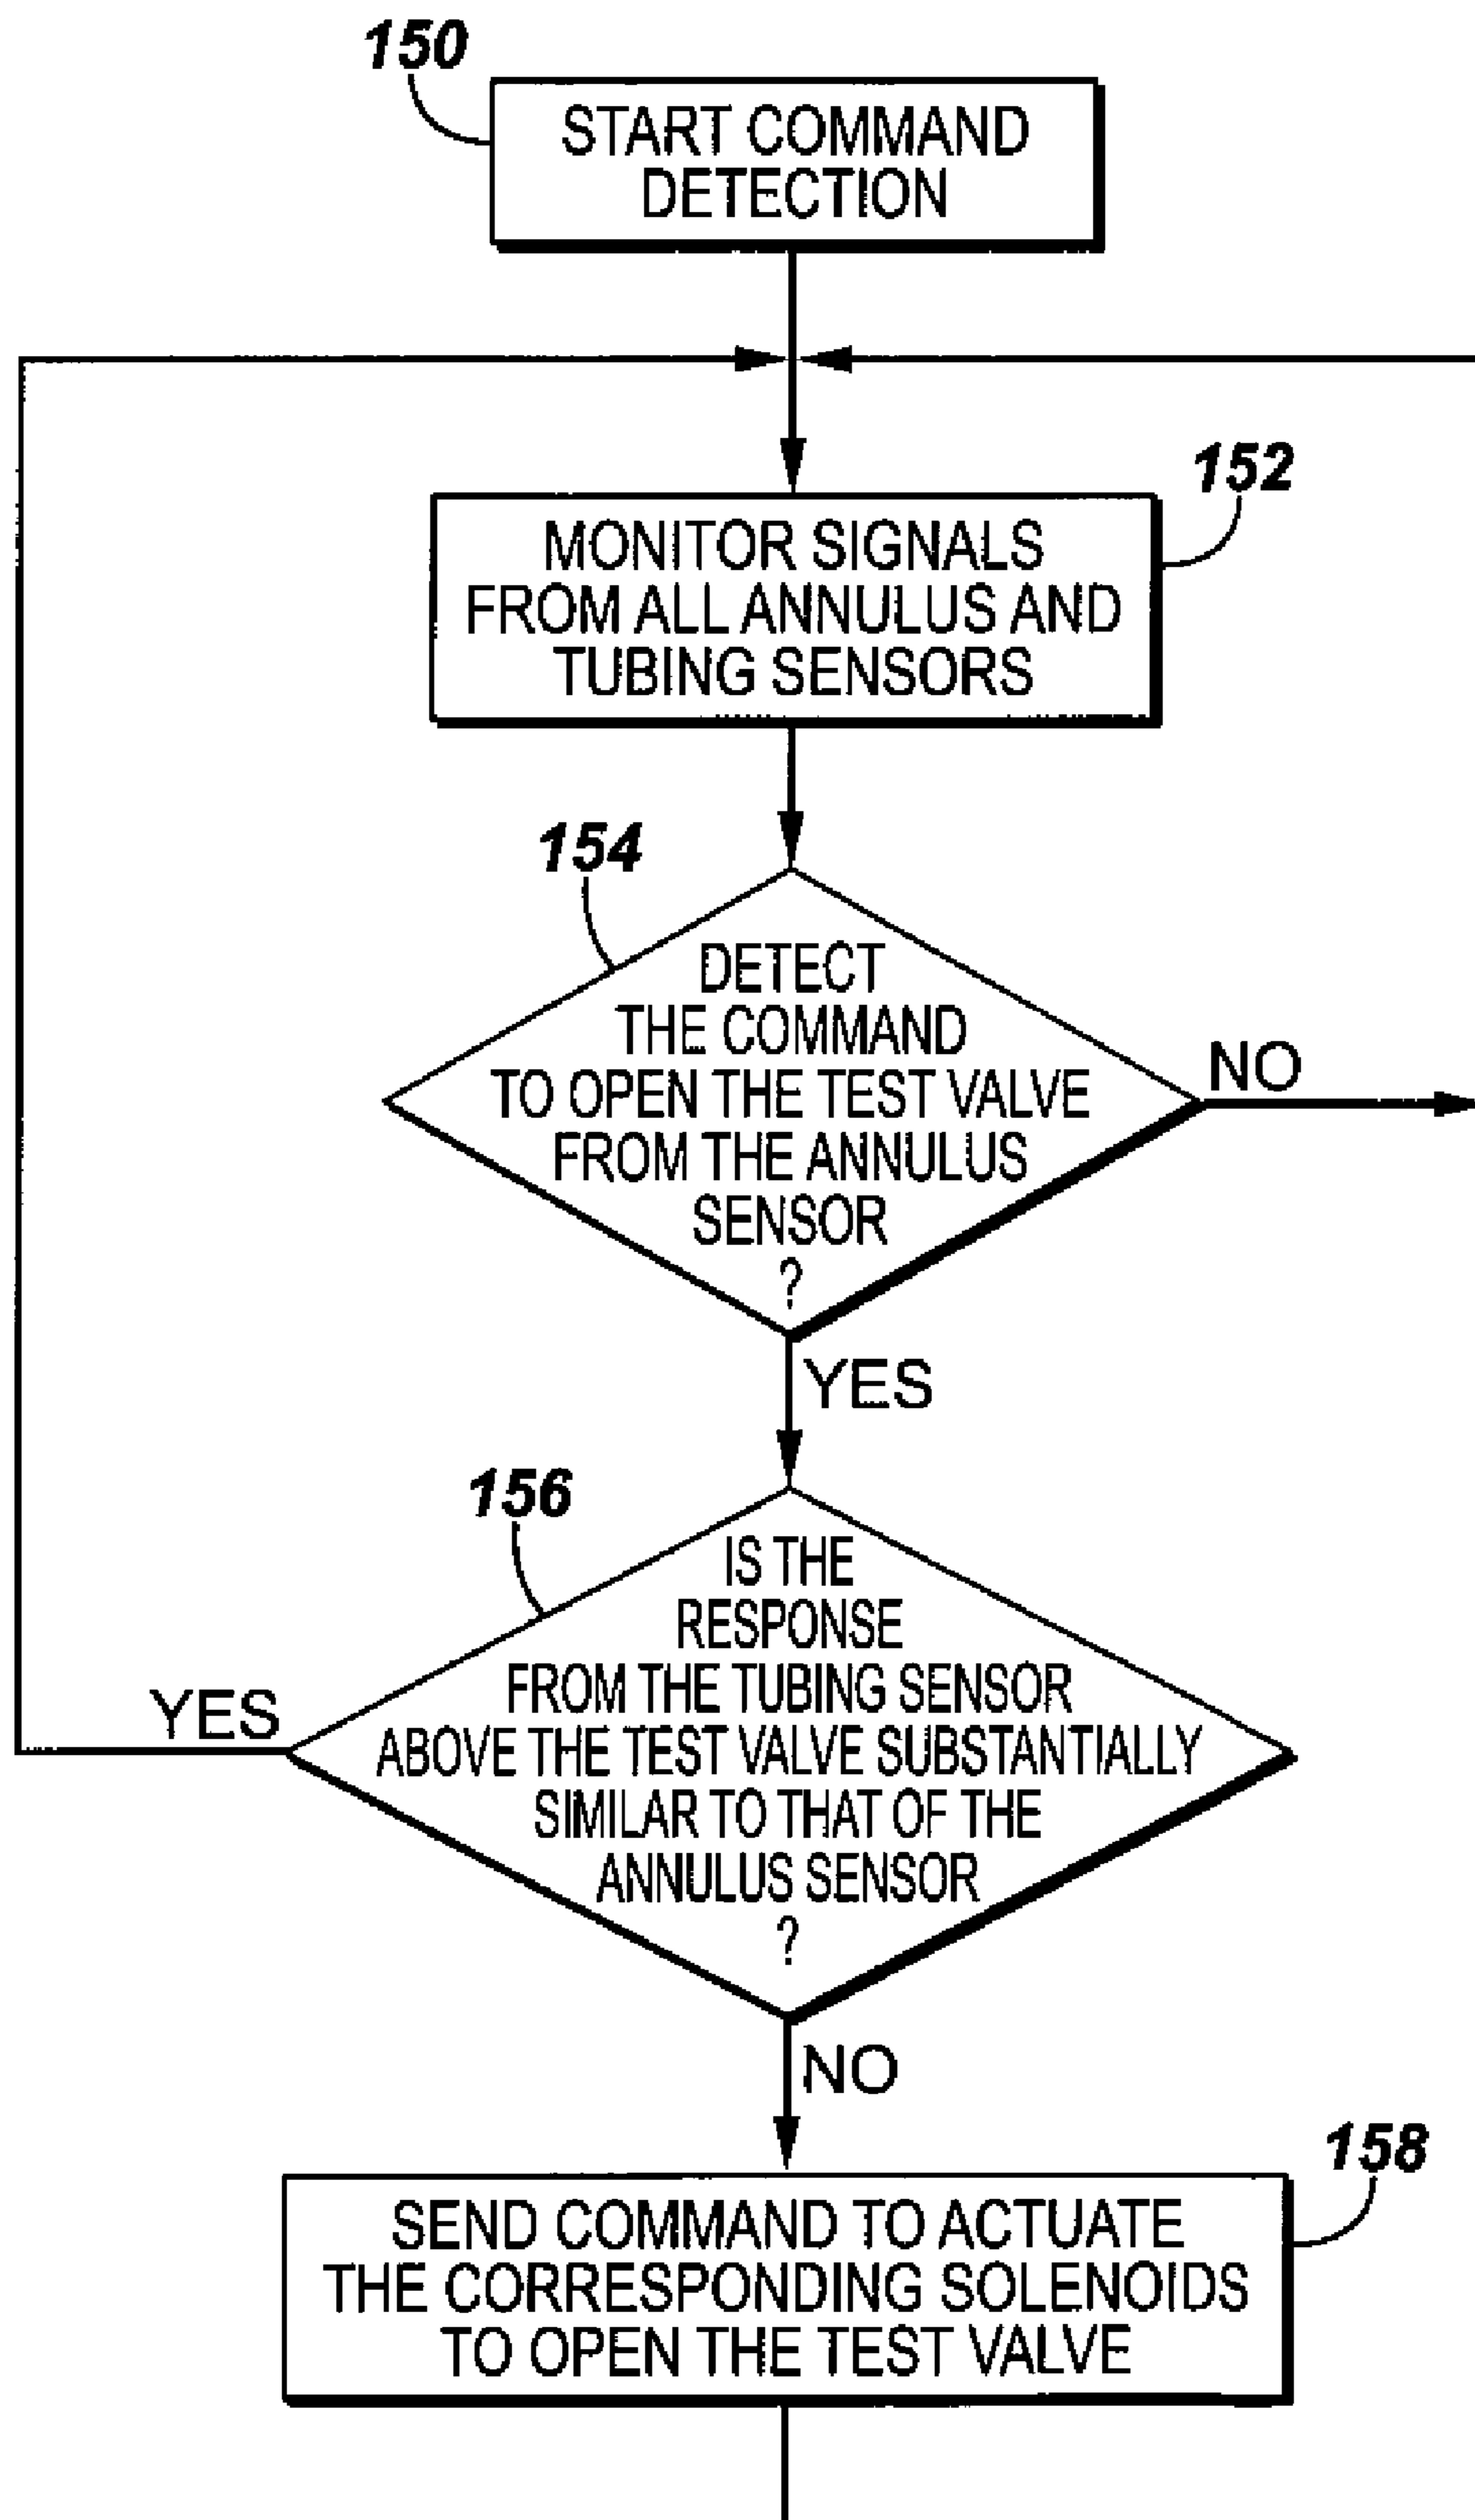 150
START COMMAND
DETECTION
152
MONITOR SIGNALS
FROM ALL ANNULUS AND
TUBING SENSORS
154
DETECT
THE COMMAND
TO OPEN THE TEST VALVE
FROM THE ANNULUS
SENSOR
?
NO
YES
156
IS THE
RESPONSE
FROM THE TUBING SENSOR
ABOVE THE TEST VALVE SUBSTANTIALLY
SIMILAR TO THAT OF THE
ANNULUS SENSOR
?
YES
NO
158
SEND COMMAND TO ACTUATE
THE CORRESPONDING SOLENOIDS
TO OPEN THE TEST VALVE